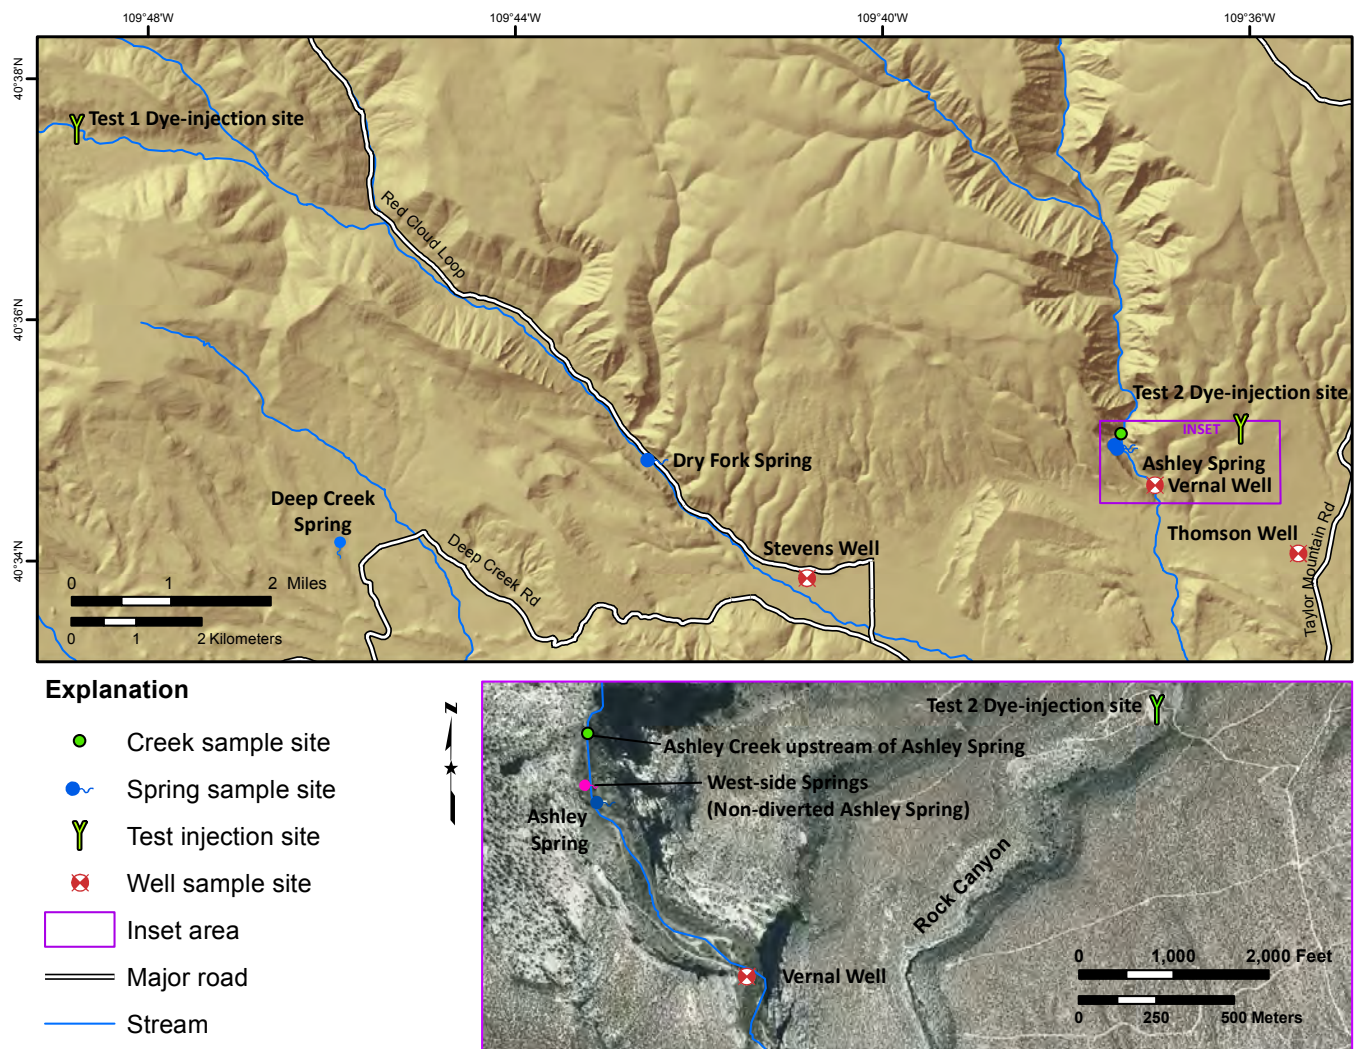 109°48'W
109°44'W
109°40'W
109°36'W
40°38'N
40°36'N
40°34'N
Test 1 Dye-injection site
Red Cloud Loop
Test 2 Dye-injection site
INSET
Dry Fork Spring
Ashley Spring
Vernal Well
Deep Creek
Spring
Thomson Well
Stevens Well
Deep Creek Rd
Taylor Mountain Rd
0 1 2 Miles
0 1 2 Kilometers
Explanation
Creek sample site
Spring sample site
Test injection site
Well sample site
Inset area
Major road
Stream
N
Test 2 Dye-injection site
Ashley Creek upstream of Ashley Spring
West-side Springs
(Non-diverted Ashley Spring)
Ashley
Spring
Rock Canyon
Vernal Well
0 1,000 2,000 Feet
0 250 500 Meters